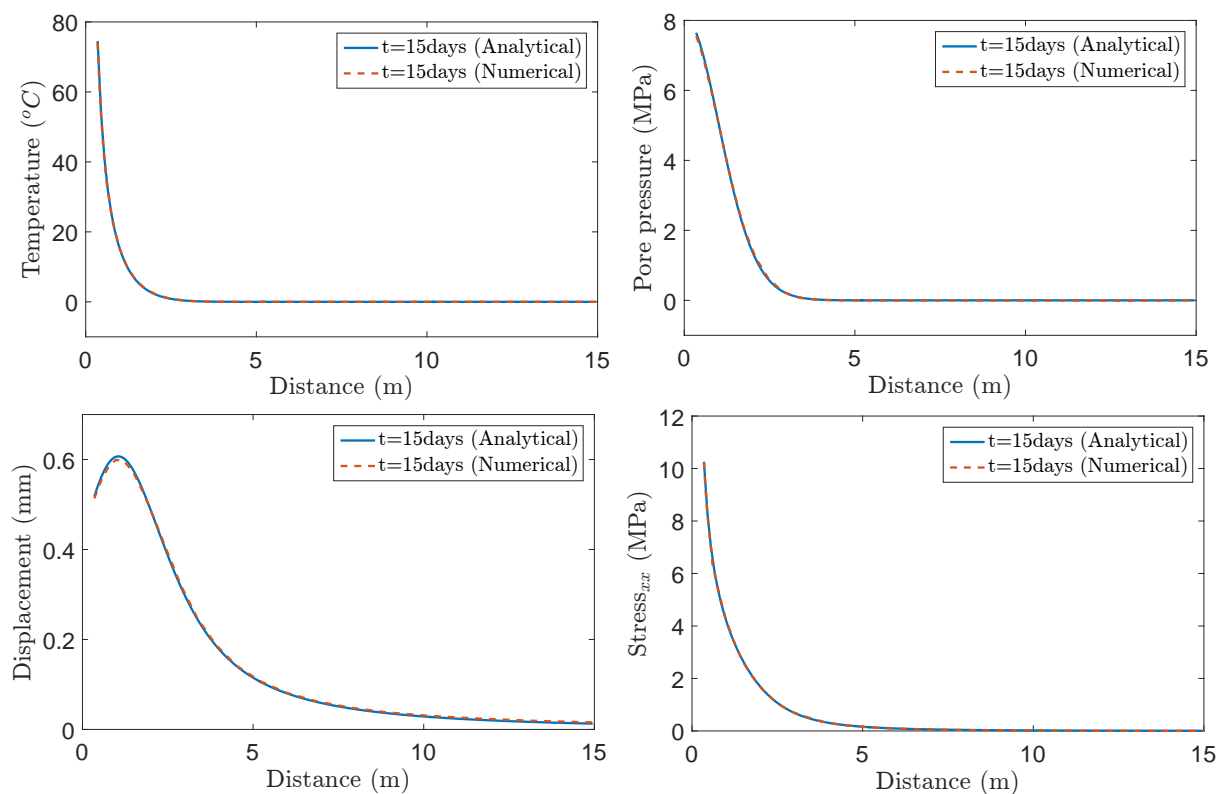 80
60
40
20
0
Temperature (°C)
t=15days (Analytical)
t=15days (Numerical)
0 5 10 15
Distance (m)
8
6
4
2
0
Pore pressure (MPa)
t=15days (Analytical)
t=15days (Numerical)
0 5 10 15
Distance (m)
0.6
0.4
0.2
0
Displacement (mm)
t=15days (Analytical)
t=15days (Numerical)
0 5 10 15
Distance (m)
12
10
8
6
4
2
0
Stressxx (MPa)
t=15days (Analytical)
t=15days (Numerical)
0 5 10 15
Distance (m)